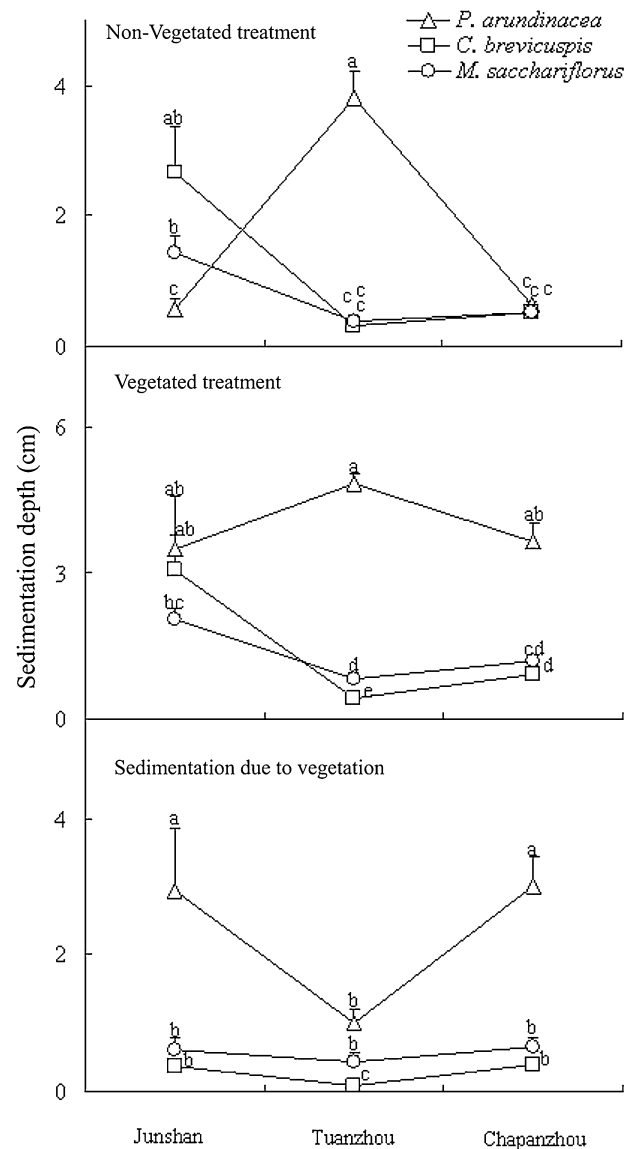 Non-Vegetated treatment
P. arundinacea
C. brevicuspis
M. sacchariflorus
4
2
0
ab
b
c
a
c c
c
c
c c
Sedimentation depth (cm)
Vegetated treatment
6
3
0
ab
ab
bc
a
d
e
ab
cd
d
Sedimentation due to vegetation
4
2
0
a
b
b
b
b
c
a
b
b
Junshan Tuanzhou Chapanzhou